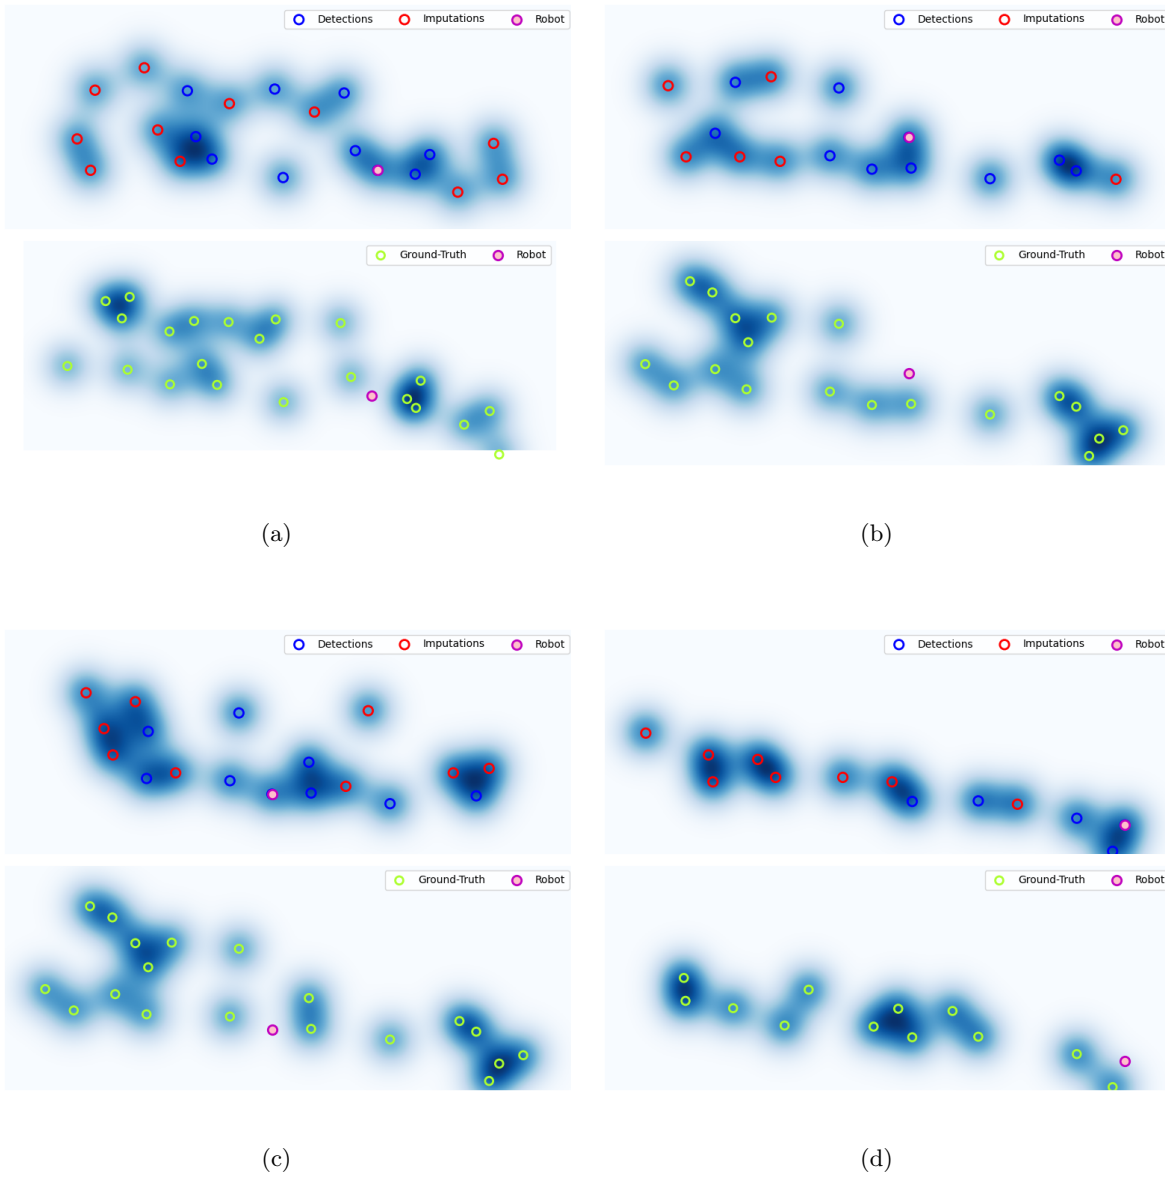 Detections Imputations Robot
Detections Imputations Robot
Ground-Truth Robot
Ground-Truth Robot
(a)
(b)
Detections Imputations Robot
Detections Imputations Robot
Ground-Truth Robot
Ground-Truth Robot
(c)
(d)